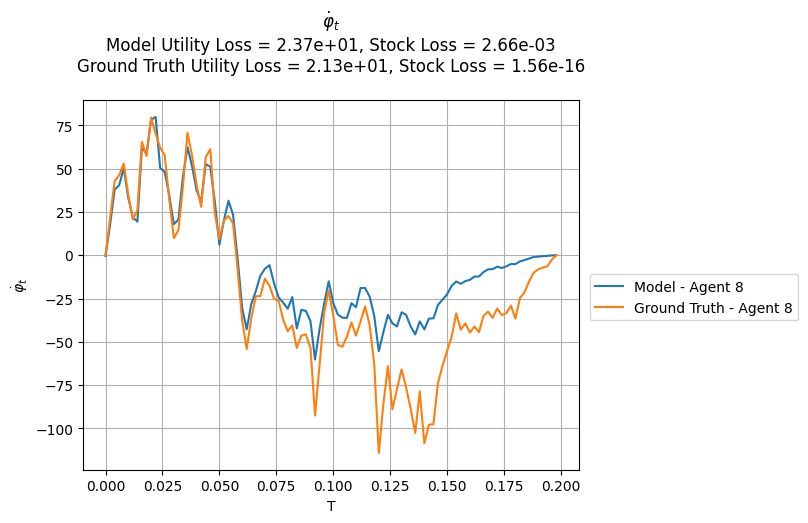 φ̇_t
Model Utility Loss = 2.37e+01, Stock Loss = 2.66e-03
Ground Truth Utility Loss = 2.13e+01, Stock Loss = 1.56e-16
φ̇_t
75
50
25
0
−25
−50
−75
−100
0.000 0.025 0.050 0.075 0.100 0.125 0.150 0.175 0.200
T
Model - Agent 8
Ground Truth - Agent 8